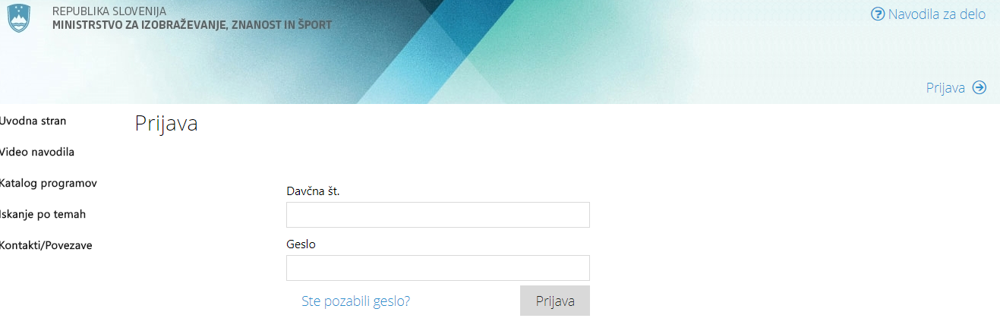 REPUBLIKA SLOVENIJA
MINISTRSTVO ZA IZOBRAŽEVANJE, ZNANOST IN ŠPORT
Navodila za delo
Prijava
Uvodna stran
Video navodila
Katalog programov
Iskanje po temah
Kontakti/Povezave
Prijava
Davčna št.
Geslo
Ste pozabili geslo? Prijava